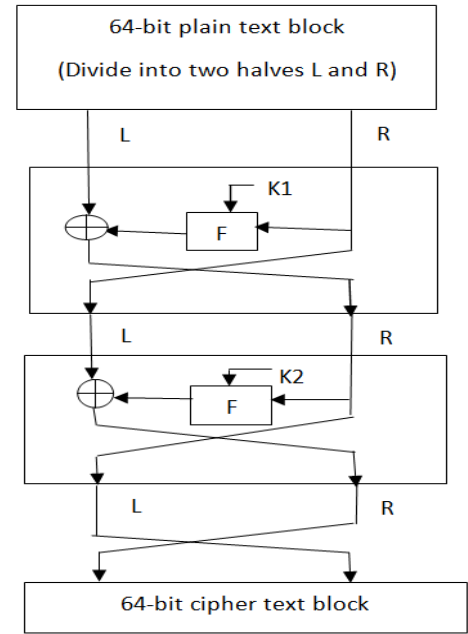 64-bit plain text block
(Divide into two halves L and R)
L
R
K1
F
L
R
K2
F
L
R
64-bit cipher text block